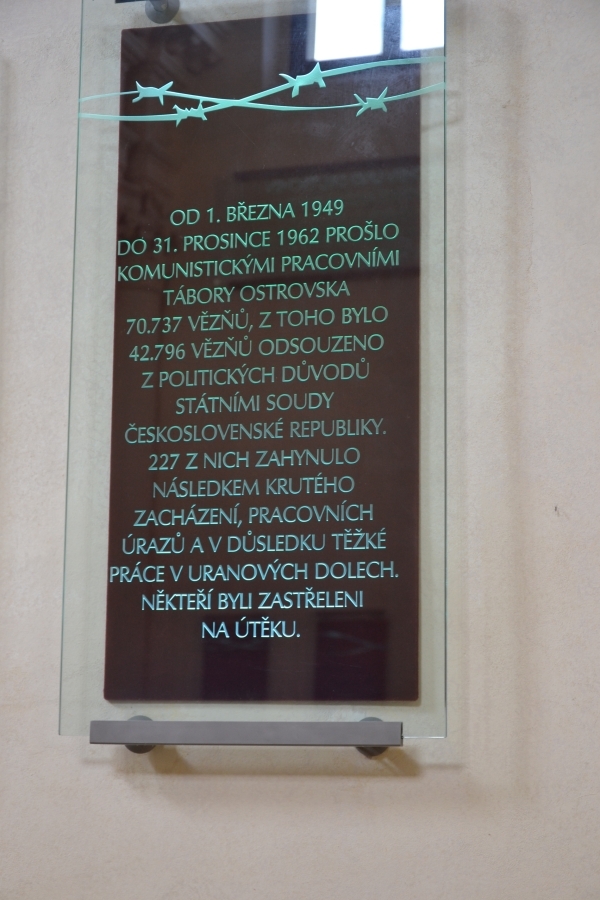 OD 1. BŘEZNA 1949
DO 31. PROSINCE 1962 PROŠLO
KOMUNISTICKÝMI PRACOVNÍMI
TÁBORY OSTROVSKA
70.737 VĚZŇŮ, Z TOHO BYLO
42.796 VĚZŇŮ ODSOUZENO
Z POLITICKÝCH DŮVODŮ
STÁTNÍMI SOUDY
ČESKOSLOVENSKÉ REPUBLIKY.
227 Z NICH ZAHYNULO
NÁSLEDKEM KRUTÉHO
ZACHÁZENÍ, PRACOVNÍCH
ÚRAZŮ A V DŮSLEDKU TĚŽKÉ
PRÁCE V URANOVÝCH DOLECH.
NĚKTEŘÍ BYLI ZASTŘELENI
NA ÚTĚKU.